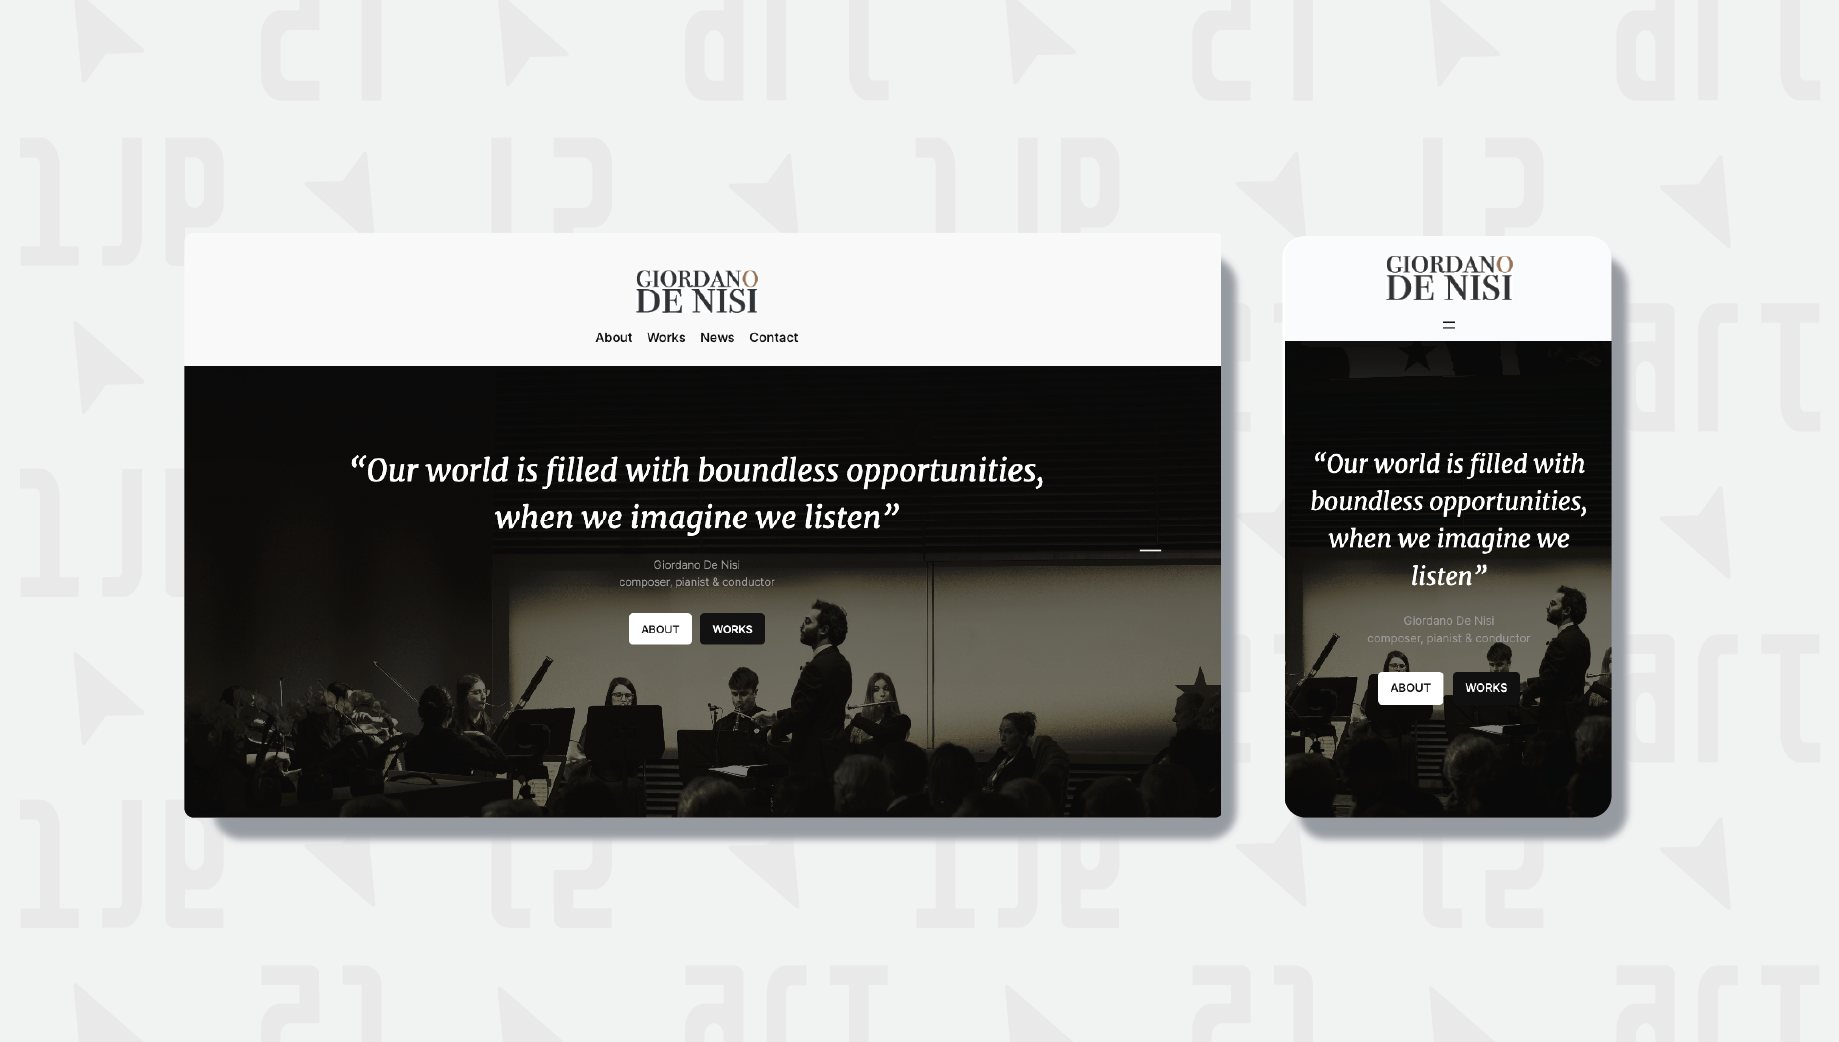 GIORDANO
DE NISI
About Works News Contact
“Our world is filled with boundless opportunities,
when we imagine we listen”
Giordano De Nisi
composer, pianist & conductor
ABOUT WORKS
GIORDANO
DE NISI
“Our world is filled with
boundless opportunities,
when we imagine we
listen”
Giordano De Nisi
composer, pianist & conductor
ABOUT WORKS